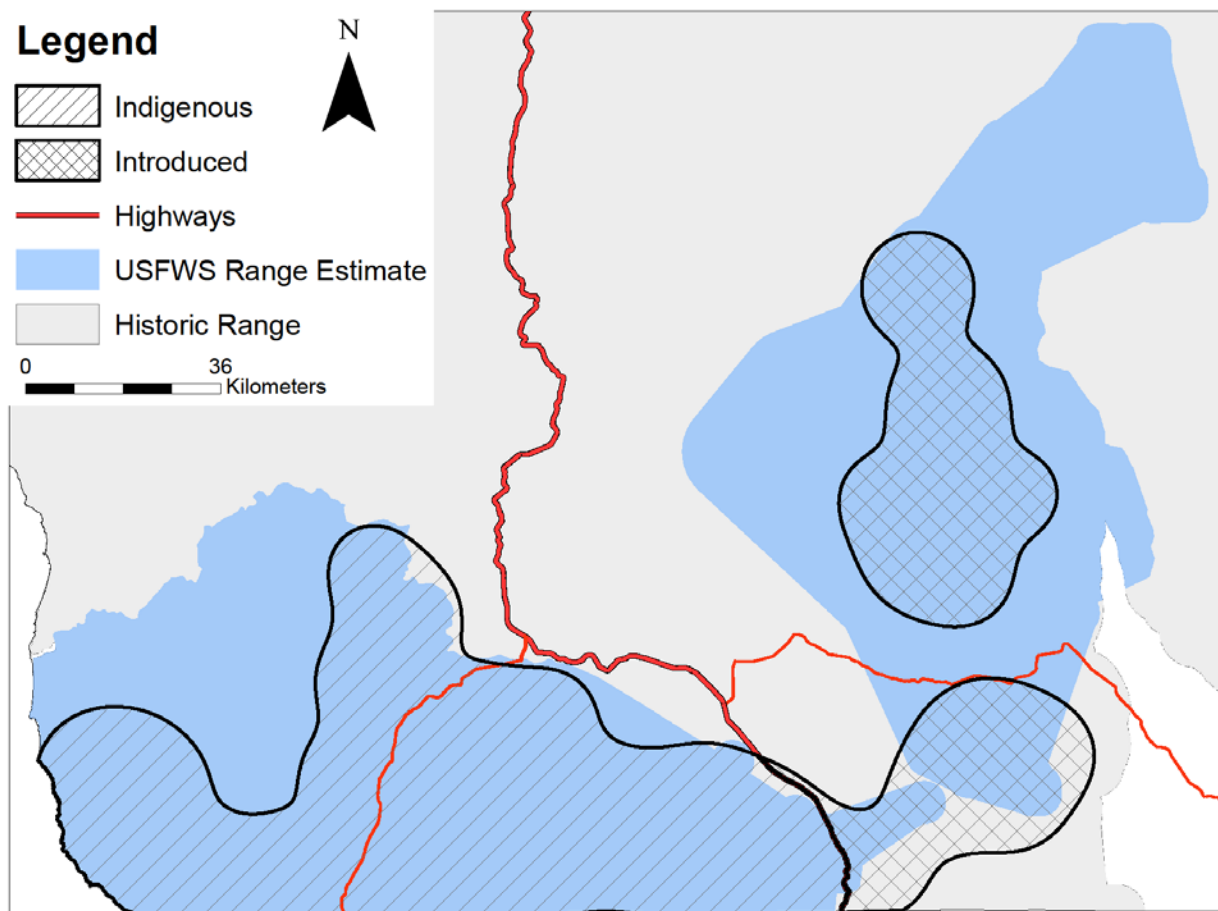 Legend
N
Indigenous
Introduced
Highways
USFWS Range Estimate
Historic Range
0 36
Kilometers